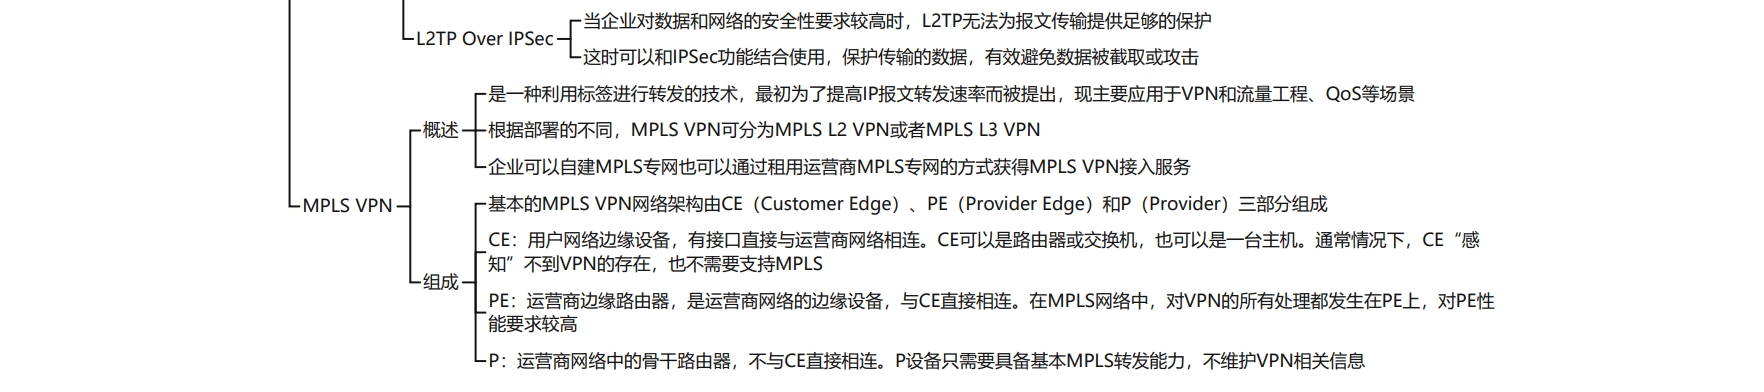 当企业对数据和网络的安全性要求较高时，L2TP无法为报文传输提供足够的保护
L2TP Over IPSec
这时可以和IPSec功能结合使用，保护传输的数据，有效避免数据被截取或攻击
是一种利用标签进行转发的技术，最初为了提高IP报文转发速率而被提出，现主要应用于VPN和流量工程、QoS等场景
概述
根据部署的不同，MPLS VPN可分为MPLS L2 VPN或者MPLS L3 VPN
企业可以自建MPLS专网也可以通过租用运营商MPLS专网的方式获得MPLS VPN接入服务
MPLS VPN
基本的MPLS VPN网络架构由CE（Customer Edge）、PE（Provider Edge）和P（Provider）三部分组成
CE：用户网络边缘设备，有接口直接与运营商网络相连。CE可以是路由器或交换机，也可以是一台主机。通常情况下，CE“感
知”不到VPN的存在，也不需要支持MPLS
组成
PE：运营商边缘路由器，是运营商网络的边缘设备，与CE直接相连。在MPLS网络中，对VPN的所有处理都发生在PE上，对PE性
能要求较高
P：运营商网络中的骨干路由器，不与CE直接相连。P设备只需要具备基本MPLS转发能力，不维护VPN相关信息